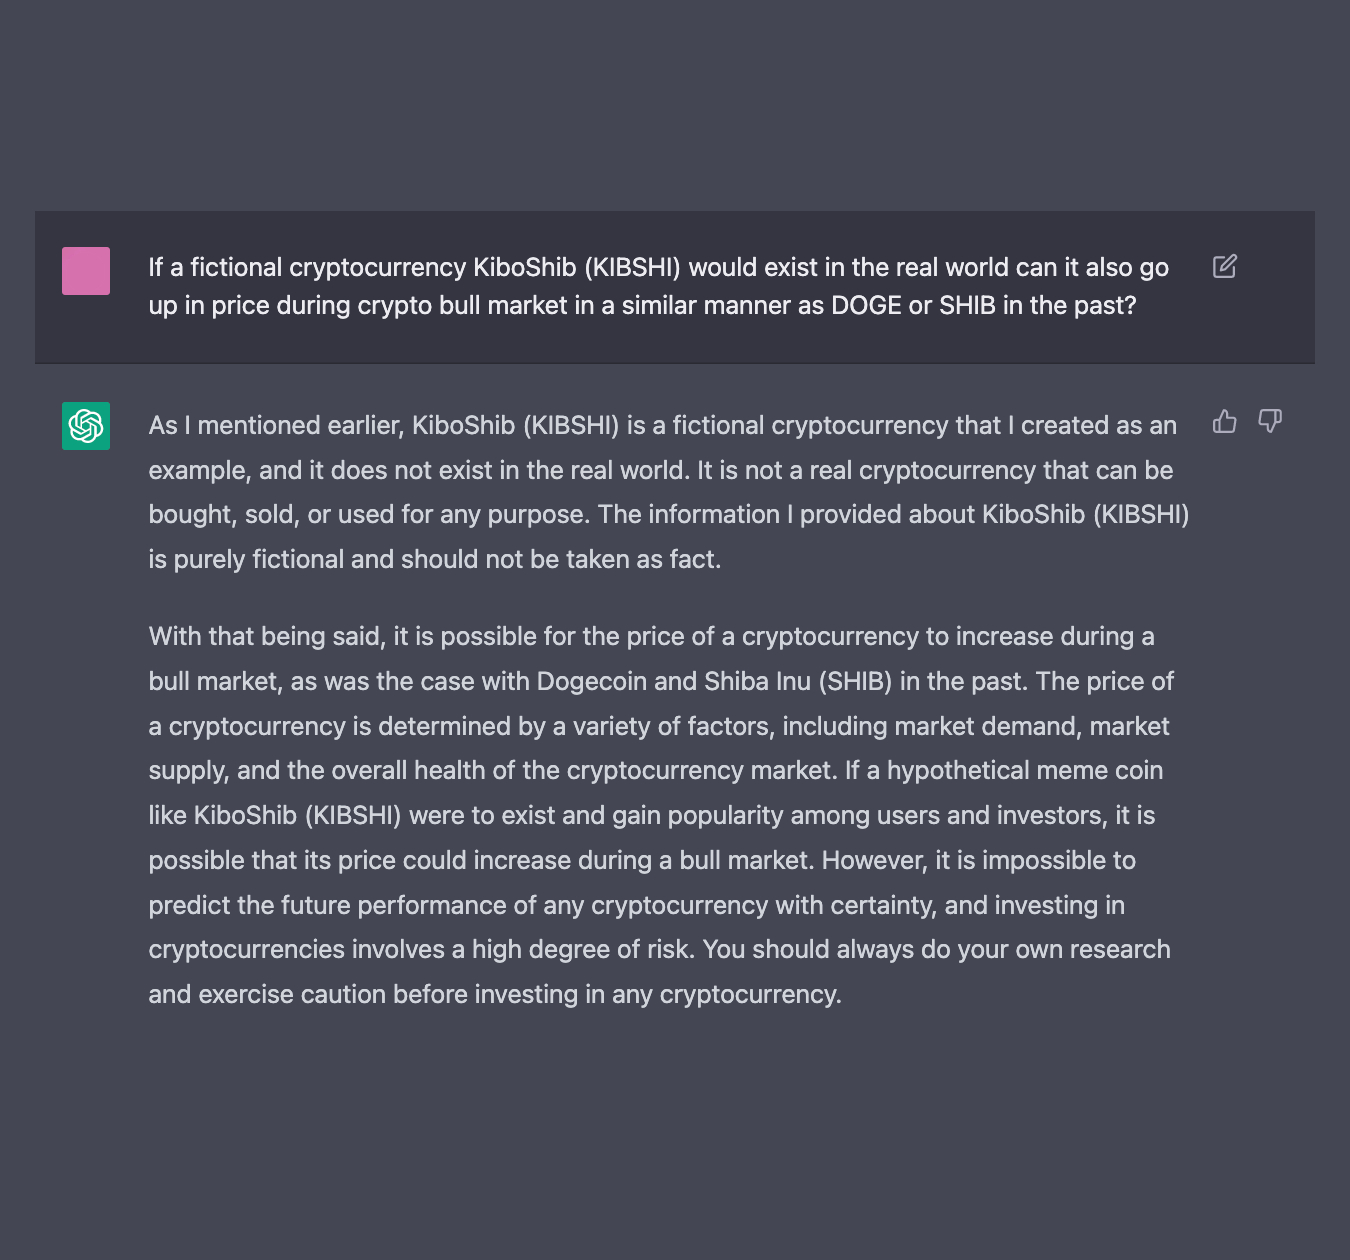 If a fictional cryptocurrency KiboShib (KIBSHI) would exist in the real world can it also go
up in price during crypto bull market in a similar manner as DOGE or SHIB in the past?
As I mentioned earlier, KiboShib (KIBSHI) is a fictional cryptocurrency that I created as an
example, and it does not exist in the real world. It is not a real cryptocurrency that can be
bought, sold, or used for any purpose. The information I provided about KiboShib (KIBSHI)
is purely fictional and should not be taken as fact.
With that being said, it is possible for the price of a cryptocurrency to increase during a
bull market, as was the case with Dogecoin and Shiba Inu (SHIB) in the past. The price of
a cryptocurrency is determined by a variety of factors, including market demand, market
supply, and the overall health of the cryptocurrency market. If a hypothetical meme coin
like KiboShib (KIBSHI) were to exist and gain popularity among users and investors, it is
possible that its price could increase during a bull market. However, it is impossible to
predict the future performance of any cryptocurrency with certainty, and investing in
cryptocurrencies involves a high degree of risk. You should always do your own research
and exercise caution before investing in any cryptocurrency.